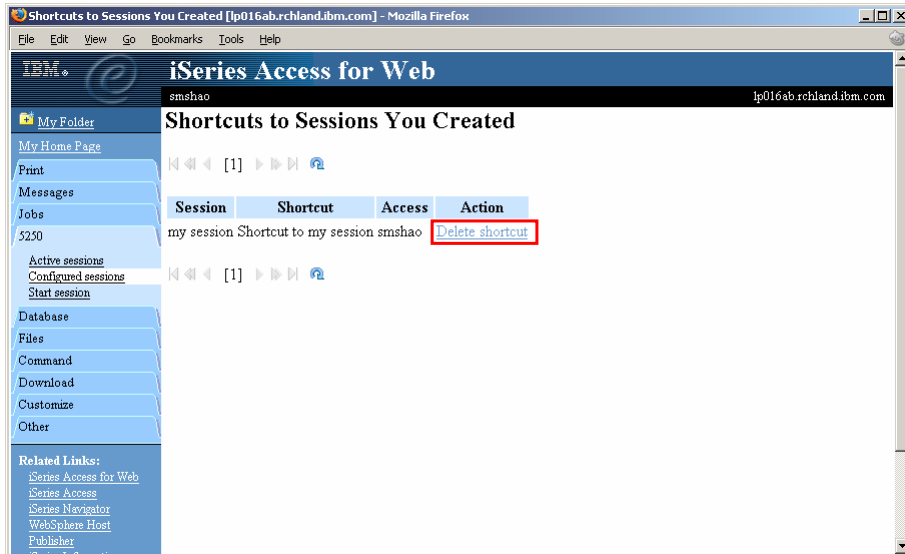 Shortcuts to Sessions You Created [lp016ab.rchland.ibm.com] - Mozilla Firefox
File Edit View Go Bookmarks Tools Help
IBM® e iSeries Access for Web
smshao lp016ab.rchland.ibm.com
My Folder
My Home Page
Print
Messages
Jobs
5250
Active sessions
Configured sessions
Start session
Database
Files
Command
Download
Customize
Other
Related Links:
iSeries Access for Web
iSeries Access
iSeries Navigator
WebSphere Host
Publisher
Shortcuts to Sessions You Created
[1]
Session Shortcut Access Action
my session Shortcut to my session smshao Delete shortcut
[1]